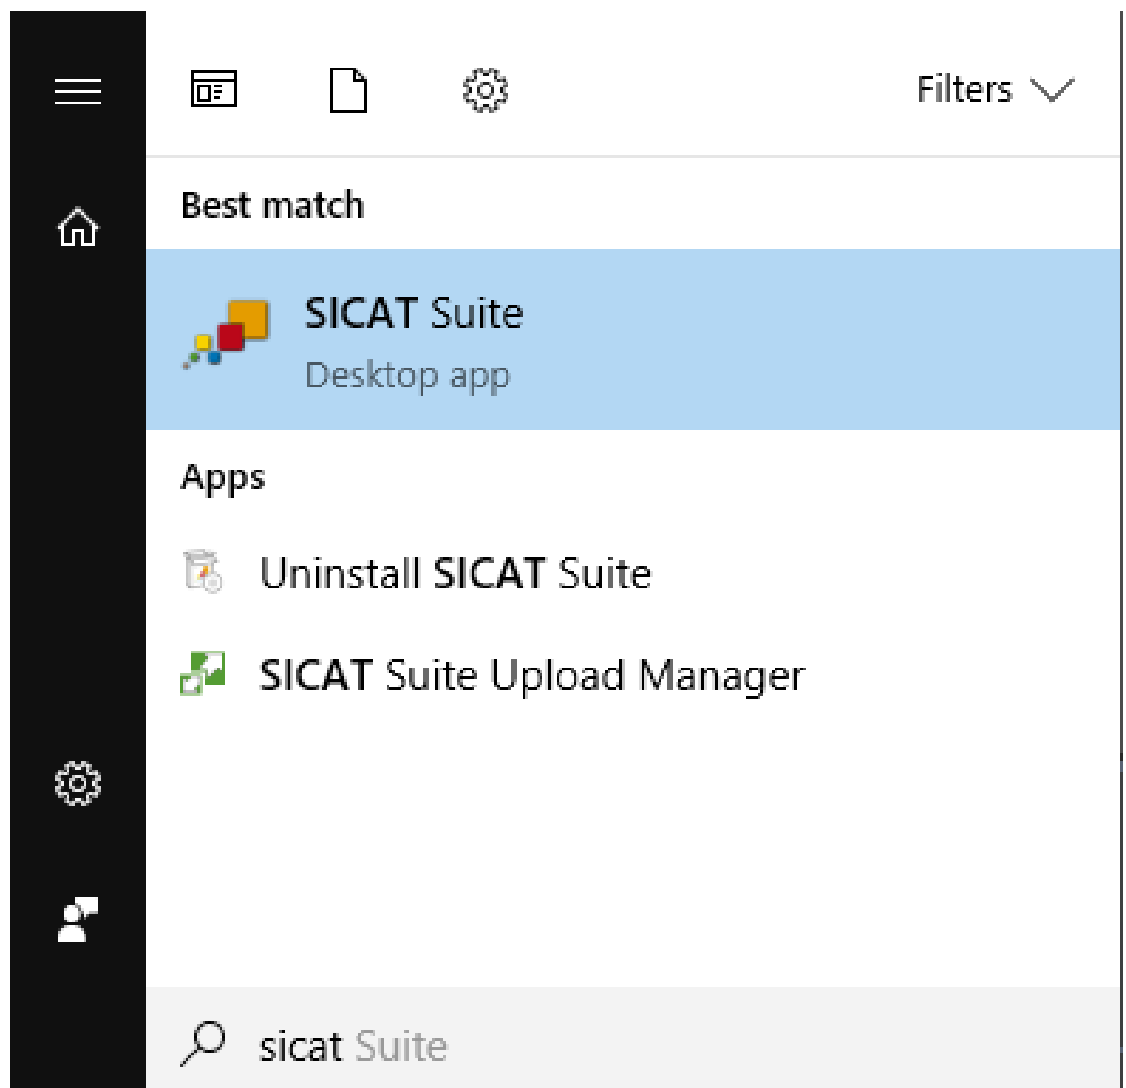 Filters
Best match
SICAT Suite
Desktop app
Apps
Uninstall SICAT Suite
SICAT Suite Upload Manager
sicat Suite